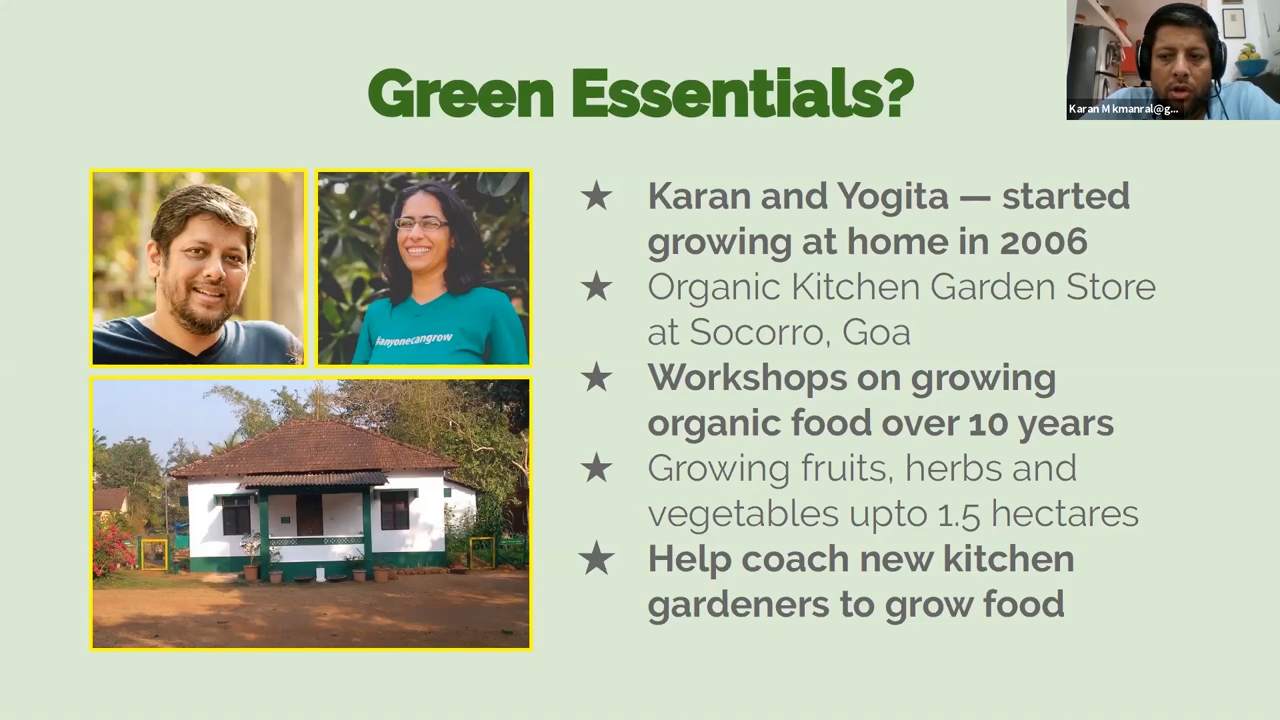 Green Essentials?
Karan M kmanral@g...
#anyonecangrow
★ Karan and Yogita — started
growing at home in 2006
★ Organic Kitchen Garden Store
at Socorro, Goa
★ Workshops on growing
organic food over 10 years
★ Growing fruits, herbs and
vegetables upto 1.5 hectares
★ Help coach new kitchen
gardeners to grow food